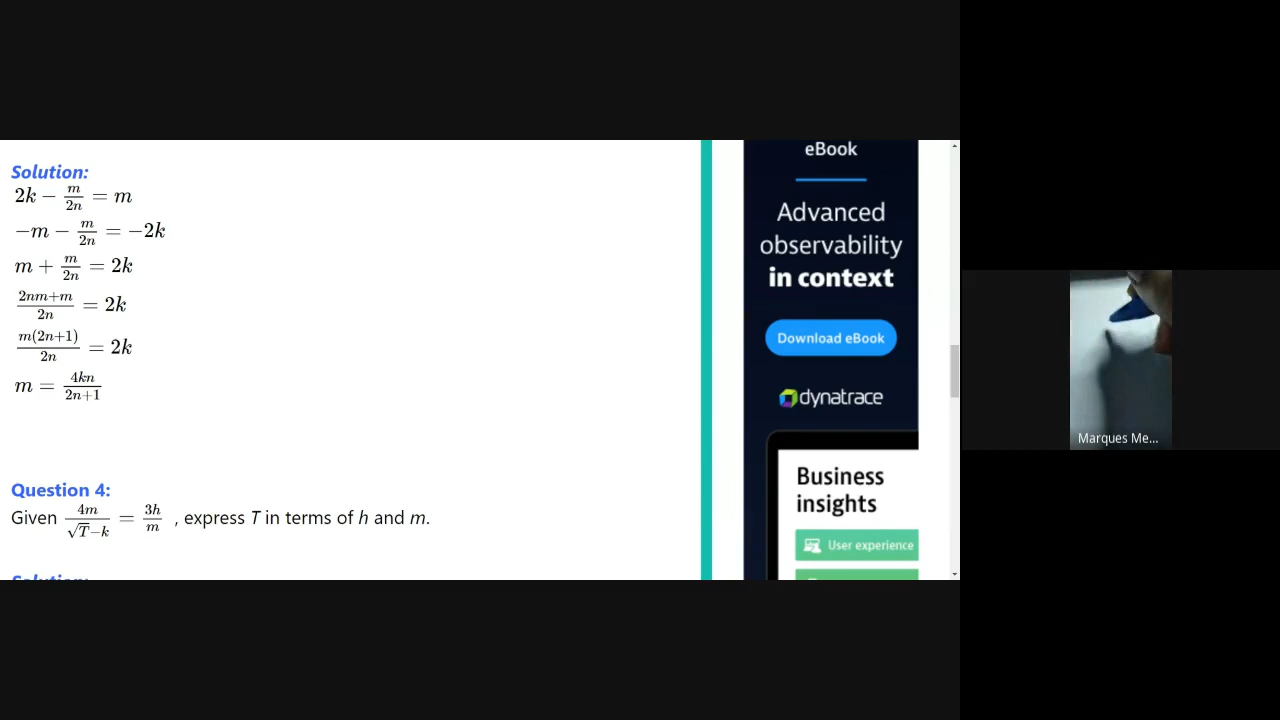 Solution:
2k − m/2n = m
−m − m/2n = −2k
m + m/2n = 2k
2nm+m/2n = 2k
m(2n+1)/2n = 2k
m = 4kn/2n+1
Question 4:
Given 4m/√T−k = 3h/m , express T in terms of h and m.
Solution:
eBook
Advanced
observability
in context
Download eBook
dynatrace
Business
insights
User experience
Marques Me...